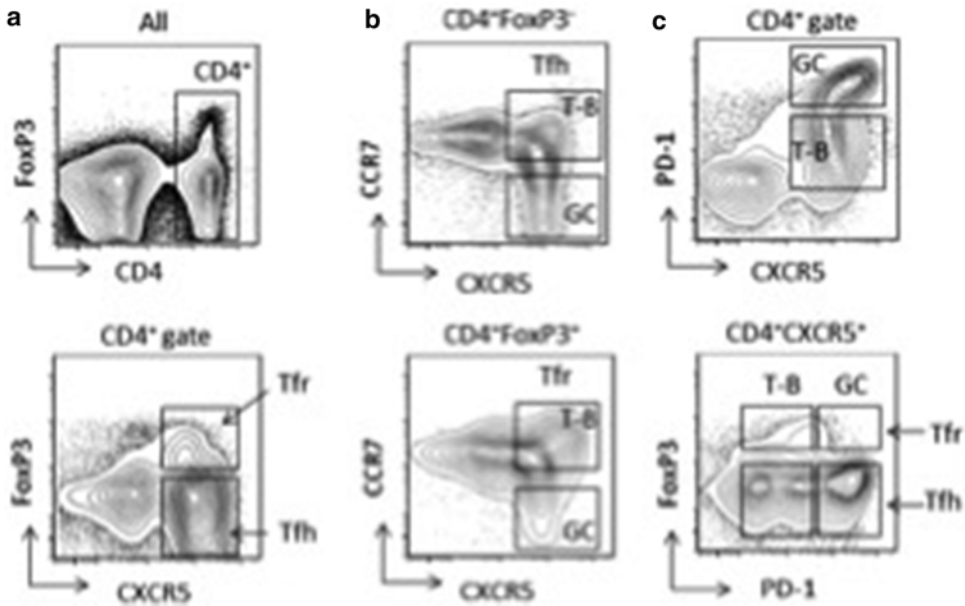 a
All
CD4⁺
FoxP3
CD4
CD4⁺ gate
Tfr
Tfh
FoxP3
CXCR5
b
CD4⁺FoxP3⁻
Tfh
T-B
GC
CCR7
CXCR5
CD4⁺FoxP3⁺
Tfr
T-B
GC
CCR7
CXCR5
c
CD4⁺ gate
GC
T-B
PD-1
CXCR5
CD4⁺CXCR5⁺
T-B GC
Tfr
Tfh
FoxP3
PD-1